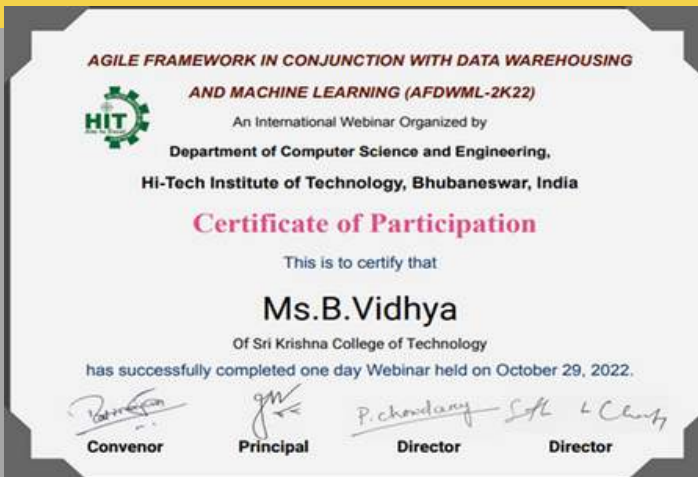 AGILE FRAMEWORK IN CONJUNCTION WITH DATA WAREHOUSING
AND MACHINE LEARNING (AFDWML-2K22)
HIT
An International Webinar Organized by
Department of Computer Science and Engineering,
Hi-Tech Institute of Technology, Bhubaneswar, India
Certificate of Participation
This is to certify that
Ms.B.Vidhya
Of Sri Krishna College of Technology
has successfully completed one day Webinar held on October 29, 2022.
P. Chowdary
Convenor Principal Director Director